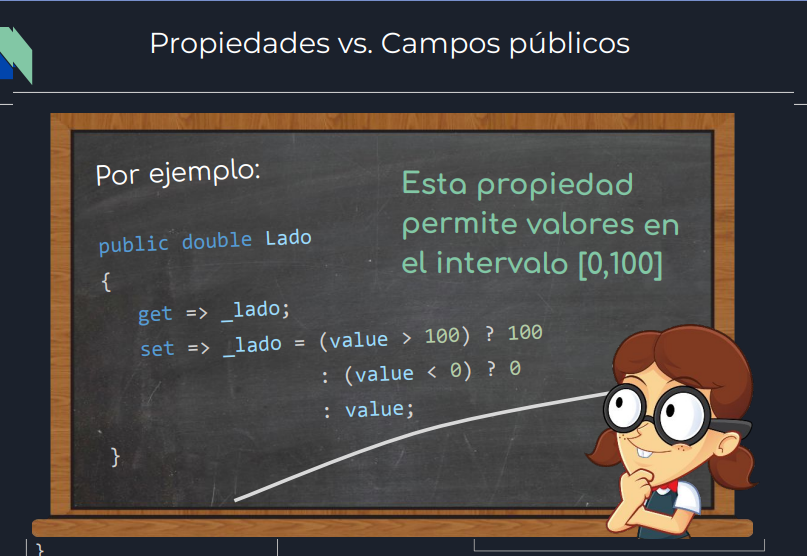 Propiedades vs. Campos públicos
Por ejemplo:
Esta propiedad
permite valores en
el intervalo [0,100]
public double Lado
{
get => _lado;
set => _lado = (value > 100) ? 100
: (value < 0) ? 0
: value;
}
}